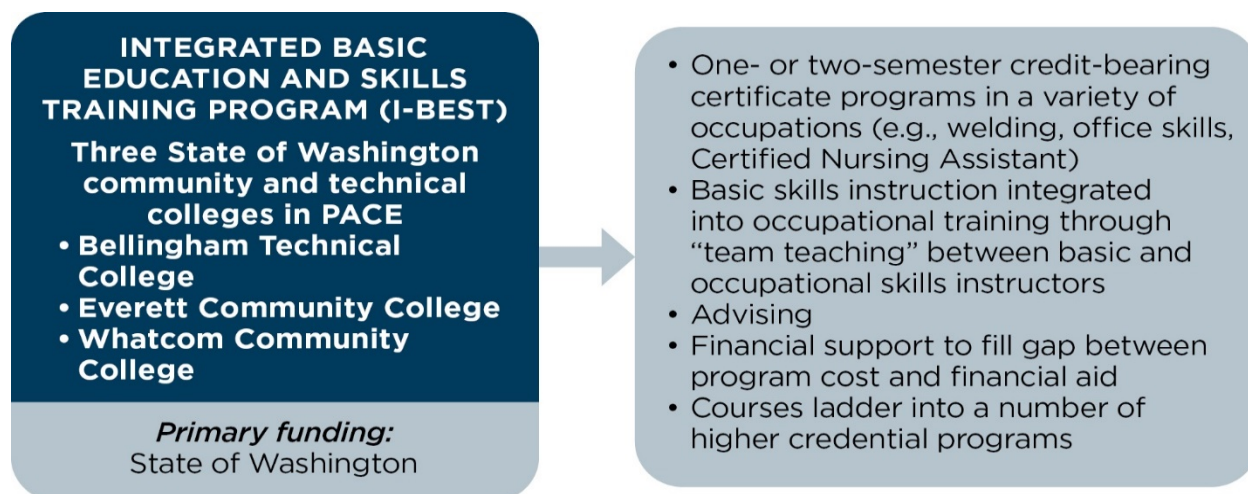 INTEGRATED BASIC
EDUCATION AND SKILLS
TRAINING PROGRAM (I-BEST)
Three State of Washington
community and technical
colleges in PACE
• Bellingham Technical
College
• Everett Community College
• Whatcom Community
College
Primary funding:
State of Washington
• One- or two-semester credit-bearing
certificate programs in a variety of
occupations (e.g., welding, office skills,
Certified Nursing Assistant)
• Basic skills instruction integrated
into occupational training through
“team teaching” between basic and
occupational skills instructors
• Advising
• Financial support to fill gap between
program cost and financial aid
• Courses ladder into a number of
higher credential programs